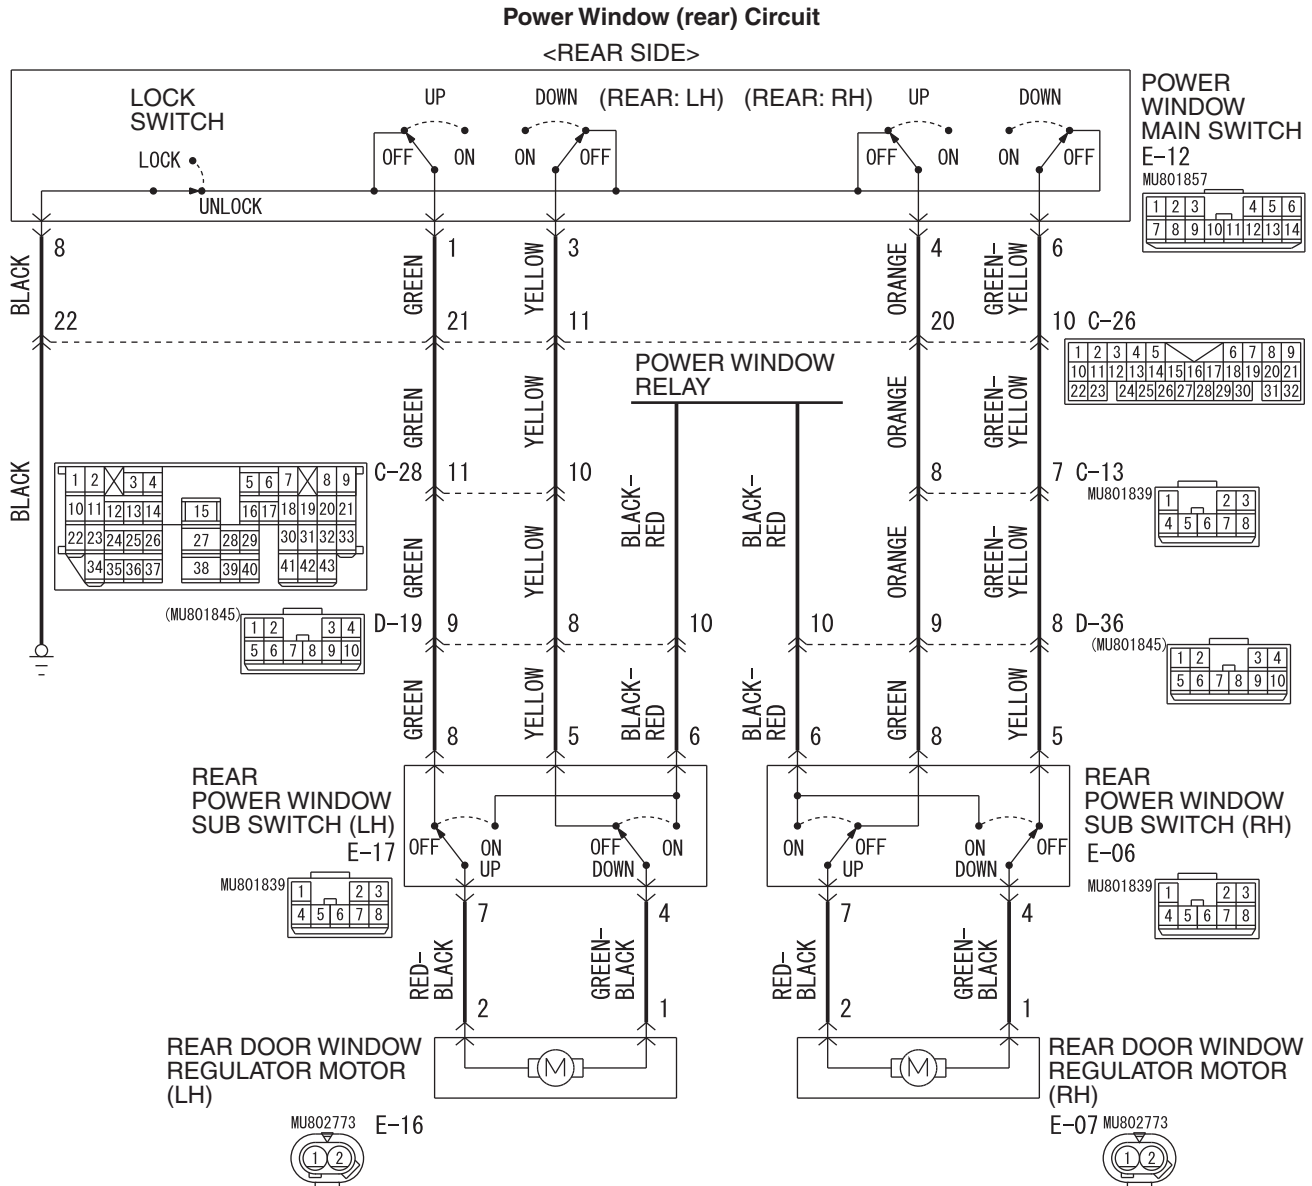 Power Window (rear) Circuit
<REAR SIDE>
LOCK
SWITCH
LOCK
UNLOCK
UP
OFF
ON
DOWN
ON
OFF
(REAR: LH)
(REAR: RH)
UP
OFF
ON
DOWN
ON
OFF
POWER
WINDOW
MAIN SWITCH
E-12
MU801857
1 2 3 4 5 6
7 8 9 10 11 12 13 14
8 1 3 4 6
BLACK
GREEN
YELLOW
ORANGE
GREEN-
YELLOW
22 21 11 20 10 C-26
1 2 3 4 5 6 7 8 9
10 11 12 13 14 15 16 17 18 19 20 21
22 23 24 25 26 27 28 29 30 31 32
POWER WINDOW
RELAY
BLACK
GREEN
YELLOW
BLACK-
RED
BLACK-
RED
ORANGE
GREEN-
YELLOW
C-28 11 10 8 7 C-13
1 2 3 4 5 6 7 8 9
10 11 12 13 14 15 16 17 18 19 20 21
22 23 24 25 26 27 28 29 30 31 32 33
34 35 36 37 38 39 40 41 42 43
MU801839
1 2 3
4 5 6 7 8
GREEN
YELLOW
ORANGE
GREEN-
YELLOW
(MU801845)
1 2 3 4
5 6 7 8 9 10
D-19 9 8 10 10 9 8 D-36
(MU801845)
1 2 3 4
5 6 7 8 9 10
GREEN
YELLOW
BLACK-
RED
BLACK-
RED
GREEN
YELLOW
8 5 6 6 8 5
REAR
POWER WINDOW
SUB SWITCH (LH)
E-17
MU801839
1 2 3
4 5 6 7 8
OFF
ON
UP
OFF
DOWN
ON
ON
OFF
UP
ON
DOWN
OFF
REAR
POWER WINDOW
SUB SWITCH (RH)
E-06
MU801839
1 2 3
4 5 6 7 8
7 4 7 4
RED-
BLACK
GREEN-
BLACK
RED-
BLACK
GREEN-
BLACK
2 1 2 1
REAR DOOR WINDOW
REGULATOR MOTOR
(LH)
M
M
REAR DOOR WINDOW
REGULATOR MOTOR
(RH)
MU802773 E-16
1 2
E-07 MU802773
1 2